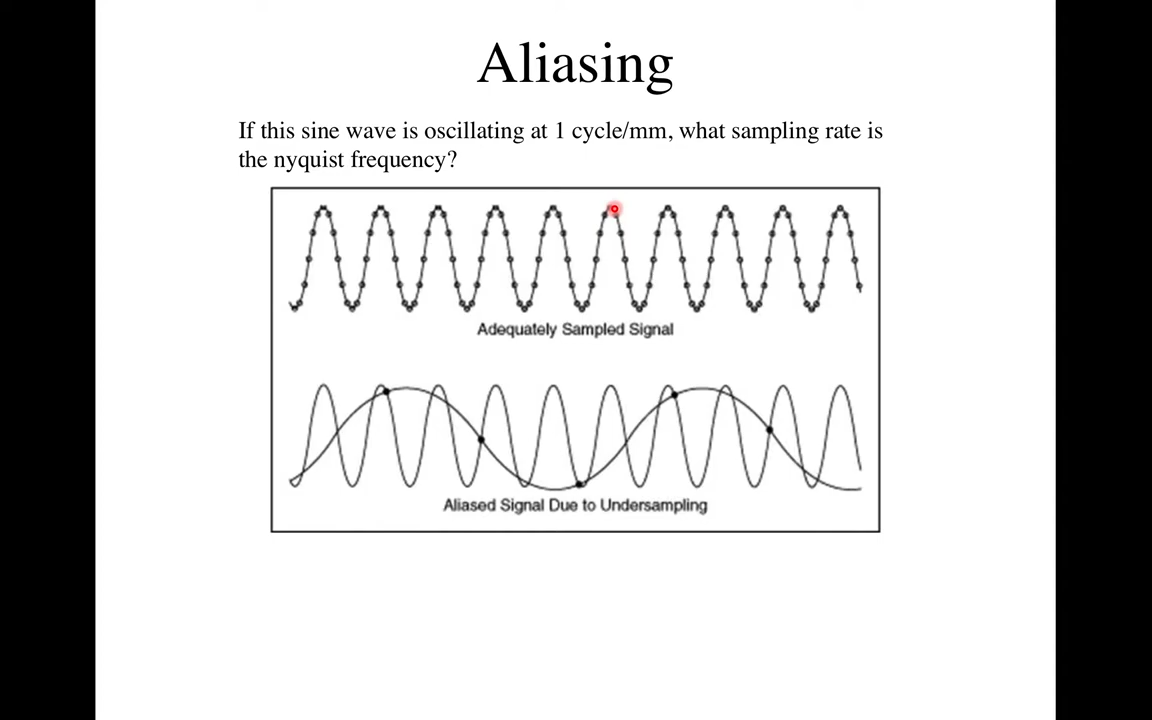 Aliasing
If this sine wave is oscillating at 1 cycle/mm, what sampling rate is
the nyquist frequency?
Adequately Sampled Signal
Aliased Signal Due to Undersampling